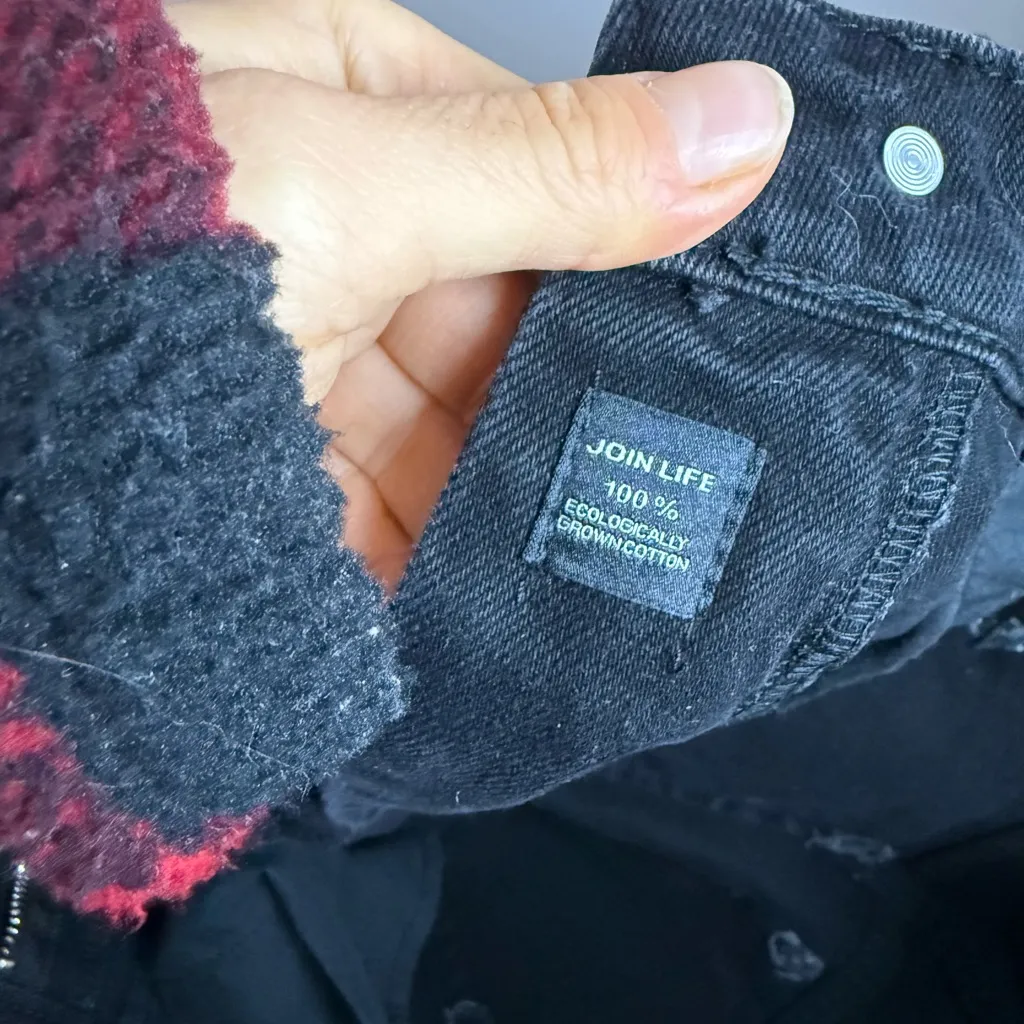 JOIN LIFE
100 %
ECOLOGICALLY
GROWN COTTON